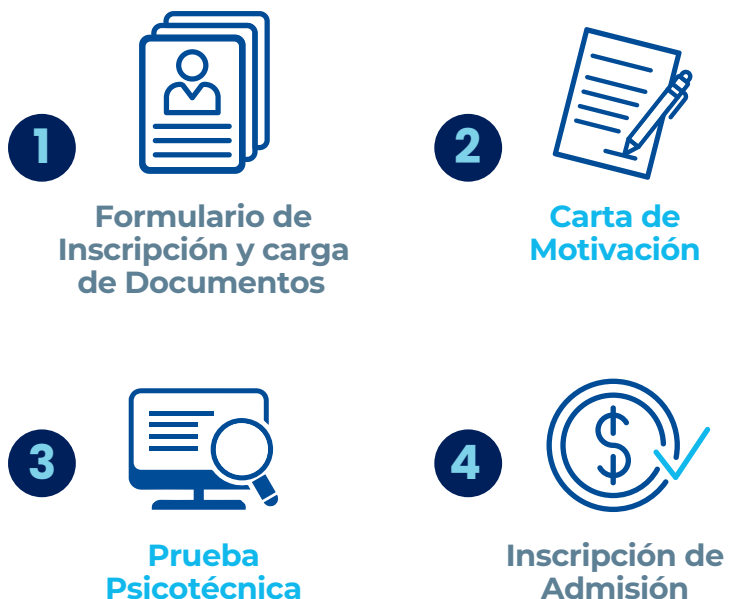 1
Formulario de
Inscripción y carga
de Documentos
2
Carta de
Motivación
3
Prueba
Psicotécnica
4
$
Inscripción de
Admisión